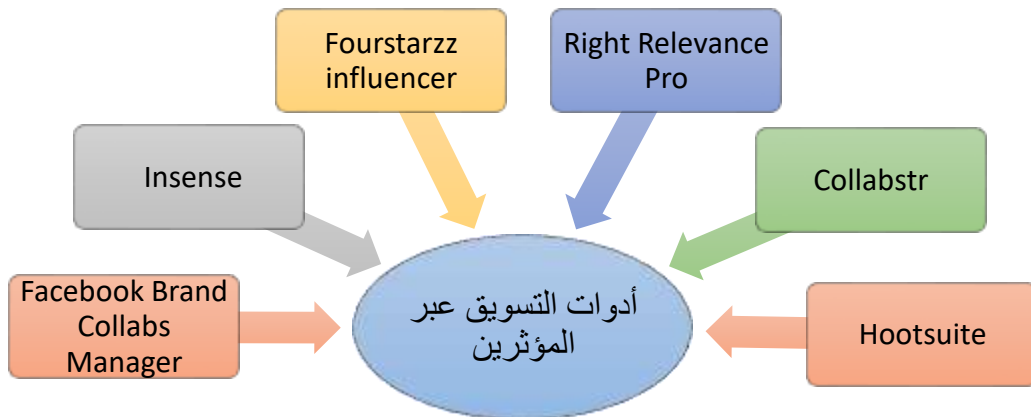 Fourstarzz
influencer
Right Relevance
Pro
Insense
Collabstr
Facebook Brand
Collabs
Manager
أدوات التسويق عبر
المؤثرين
Hootsuite